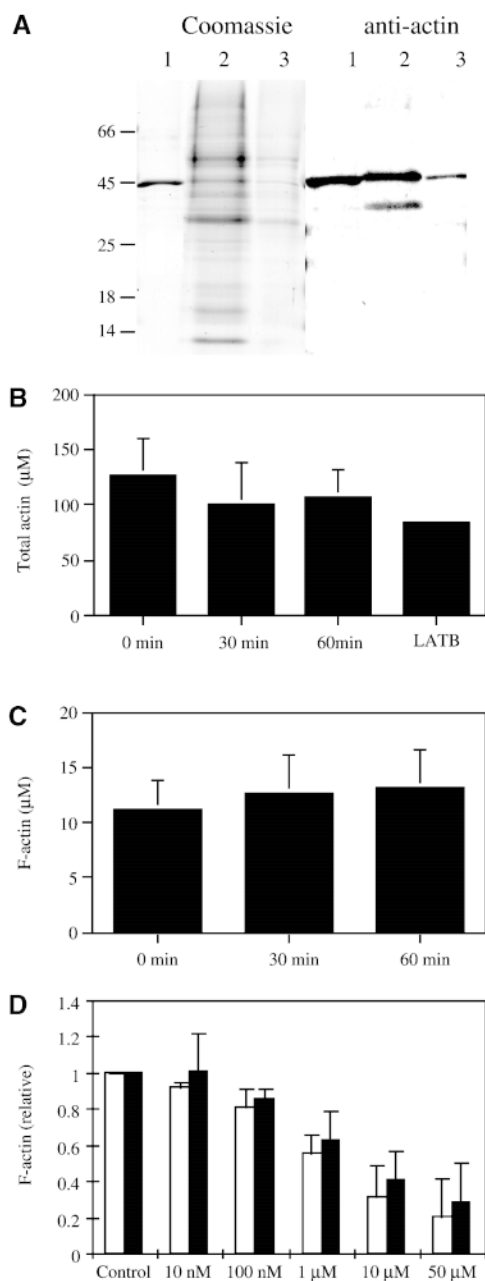 A
Coomassie anti-actin
1 2 3 1 2 3
66
45
25
18
14
B
Total actin (µM)
200
150
100
50
0
0 min 30 min 60min LATB
C
F-actin (µM)
20
15
10
5
0
0 min 30 min 60 min
D
F-actin (relative)
1.4
1.2
1
0.8
0.6
0.4
0.2
0
Control 10 nM 100 nM 1 µM 10 µM 50 µM